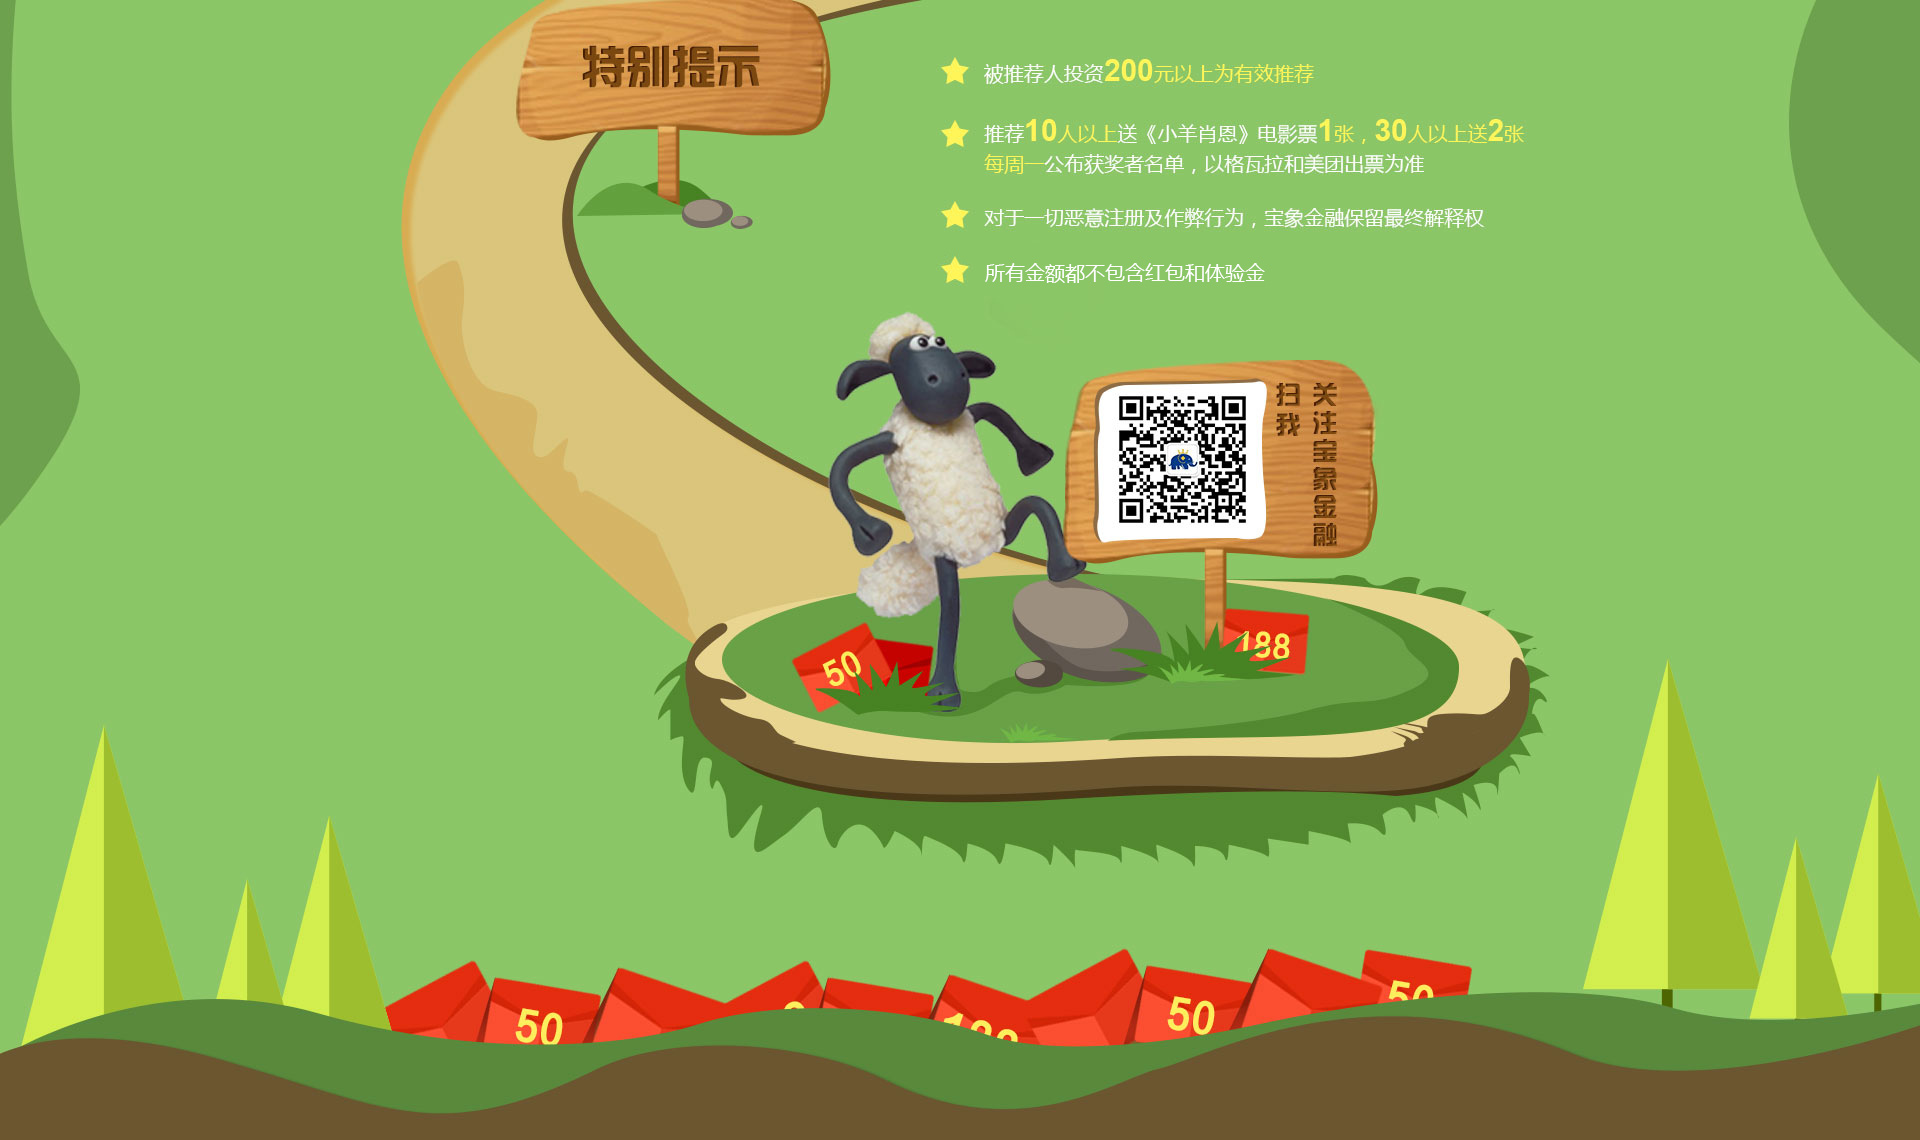 特别提示
被推荐人投资200元以上为有效推荐
推荐10人以上送《小羊肖恩》电影票1张，30人以上送2张
每周一公布获奖者名单，以格瓦拉和美团出票为准
对于一切恶意注册及作弊行为，宝象金融保留最终解释权
所有金额都不包含红包和体验金
扫我
关注宝象金融
50
188
50
50
50